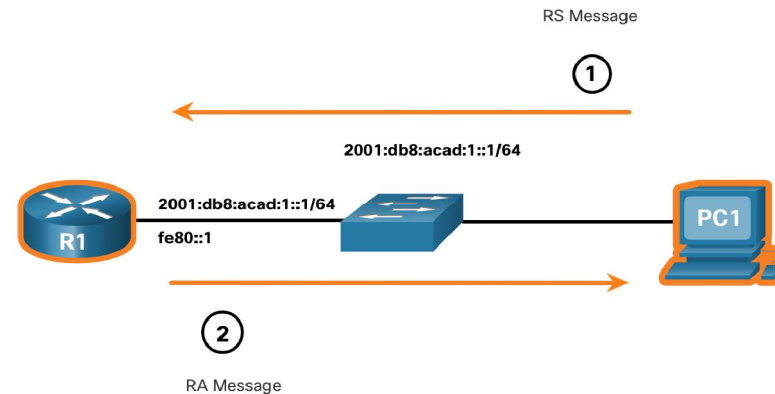 RS Message
1
2001:db8:acad:1::1/64
2001:db8:acad:1::1/64
R1
fe80::1
PC1
2
RA Message